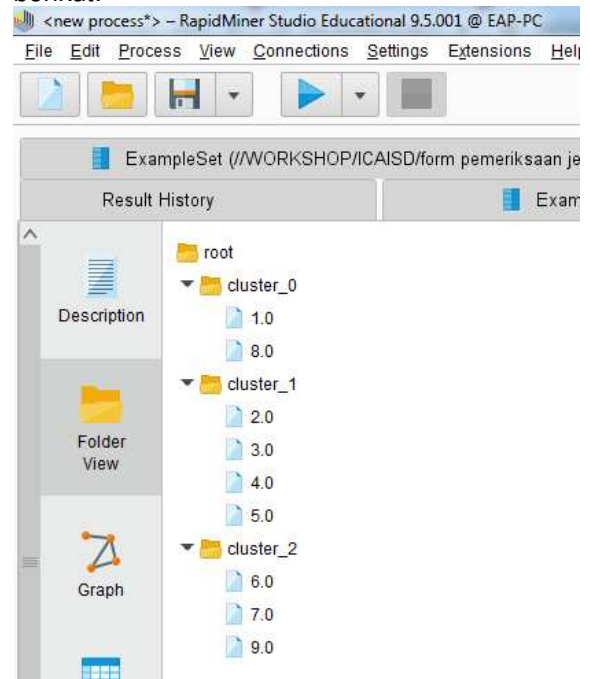 <new process*> – RapidMiner Studio Educational 9.5.001 @ EAP-PC
File Edit Process View Connections Settings Extensions Hel
ExampleSet (//WORKSHOP/ICAISD/form pemeriksaan je
Result History Exam
root
cluster_0
Description
1.0
8.0
cluster_1
2.0
Folder View
3.0
4.0
5.0
cluster_2
Graph
6.0
7.0
9.0